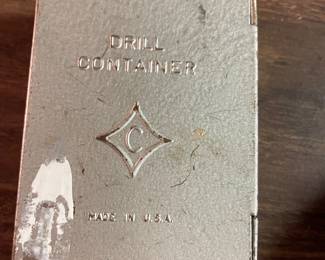 DRILL
CONTAINER
C
MADE IN U.S.A